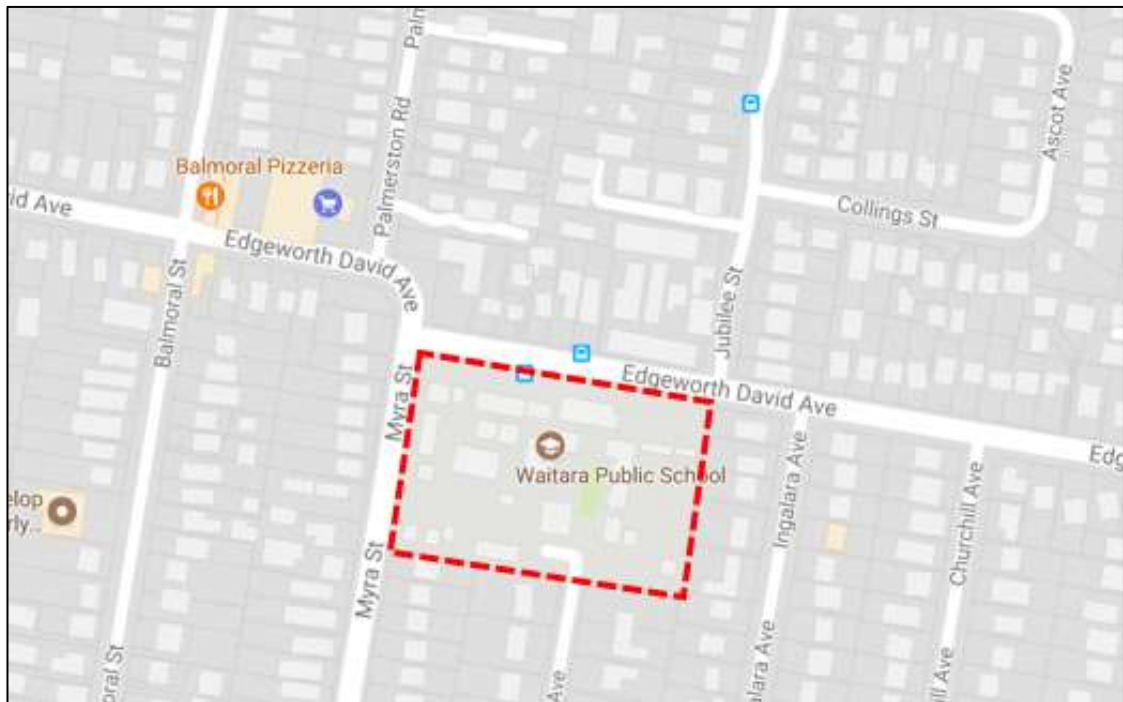 Palm
Palmerston Rd
Ascot Ave
Balmoral Pizzeria
id Ave
Edgeworth David Ave
Collings St
Balmoral St
Jubilee St
Myra St
Edgeworth David Ave
Edg
Waitara Public School
elop
rly...
Ingalara Ave
Churchill Ave
Myra St
oral St
Ave
alara Ave
ill Ave